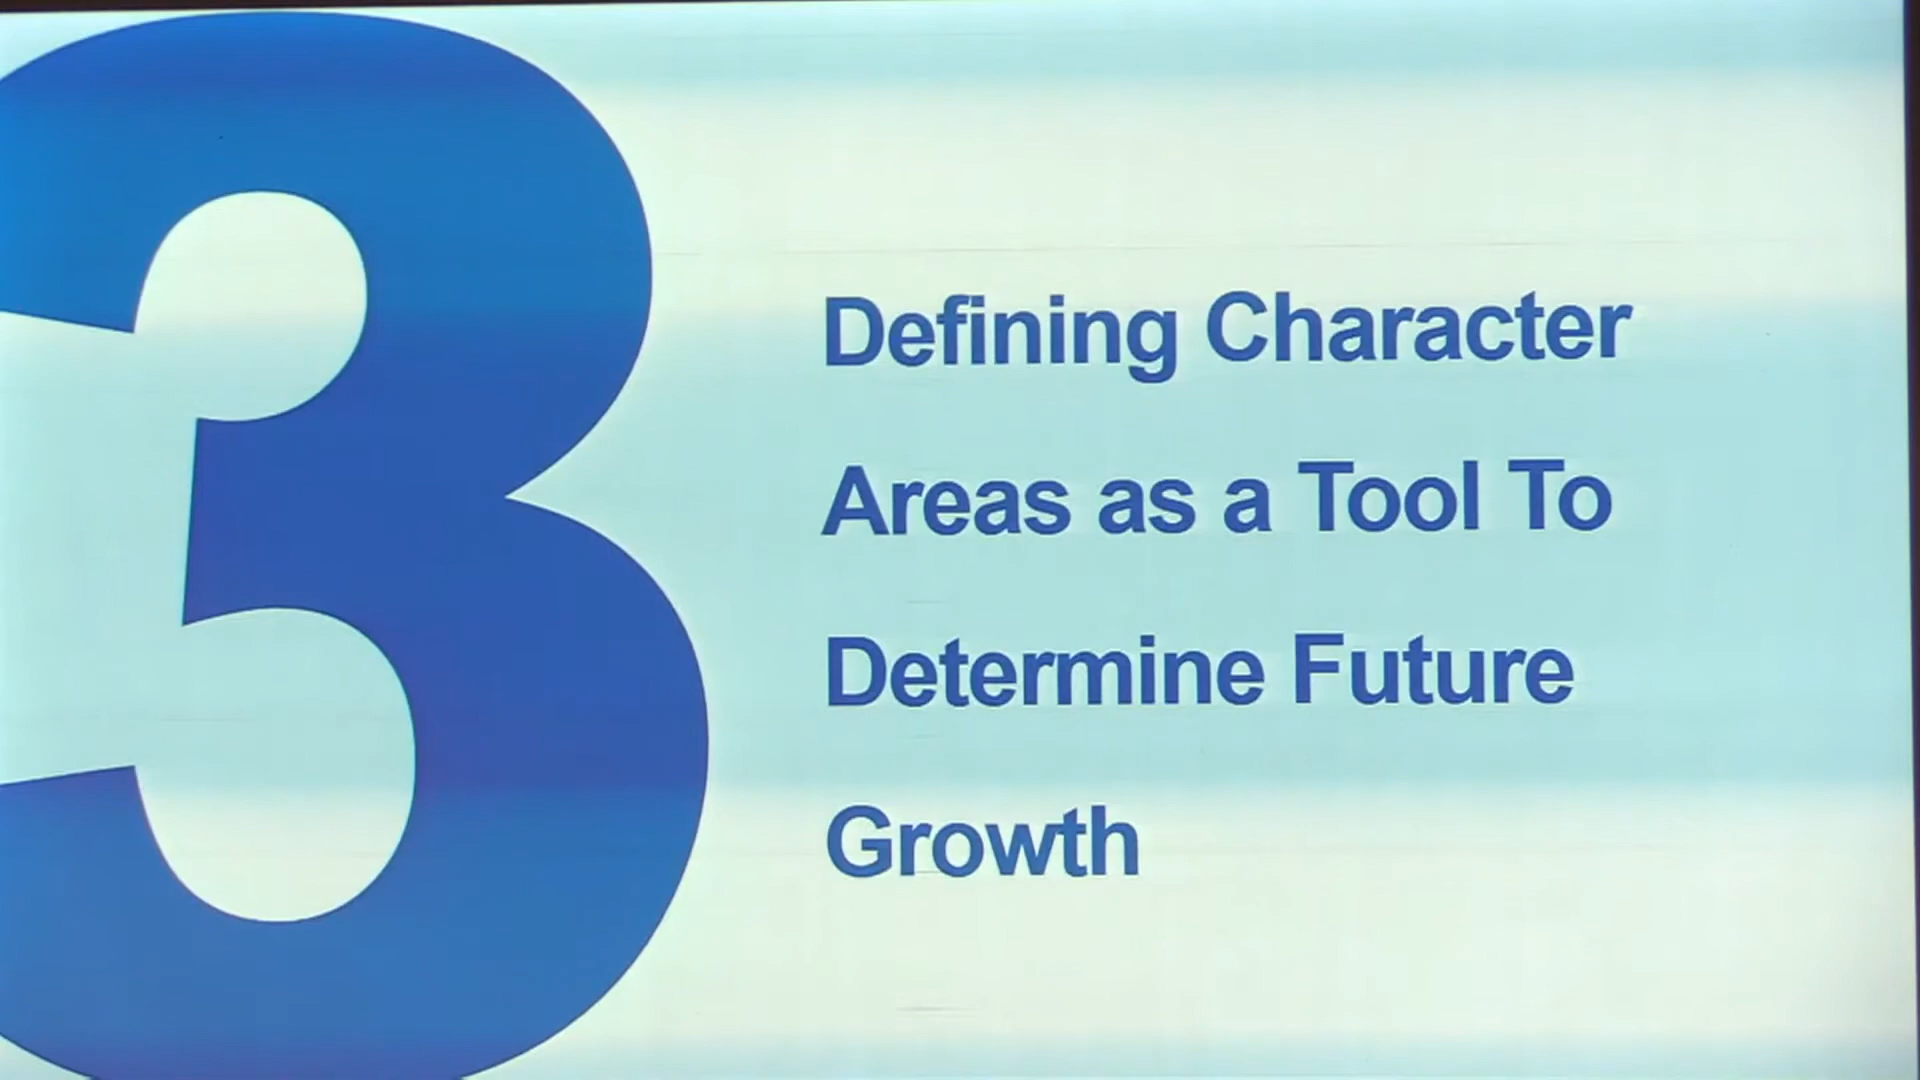 3
Defining Character
Areas as a Tool To
Determine Future
Growth